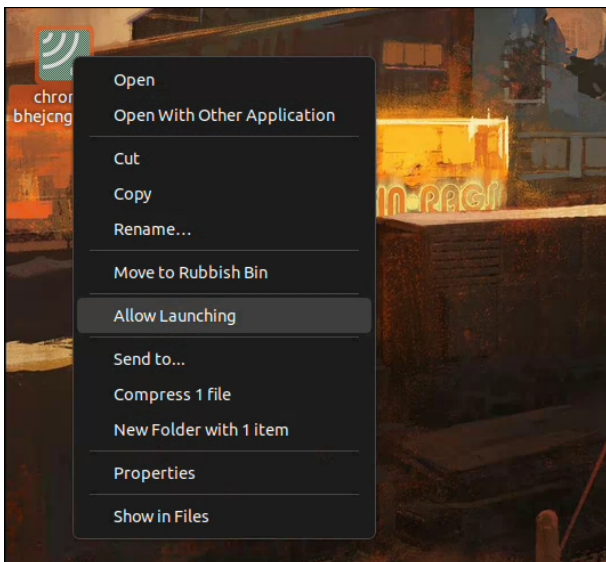 chror
bhejcng
Open
Open With Other Application
Cut
Copy
Rename…
Move to Rubbish Bin
Allow Launching
Send to...
Compress 1 file
New Folder with 1 item
Properties
Show in Files